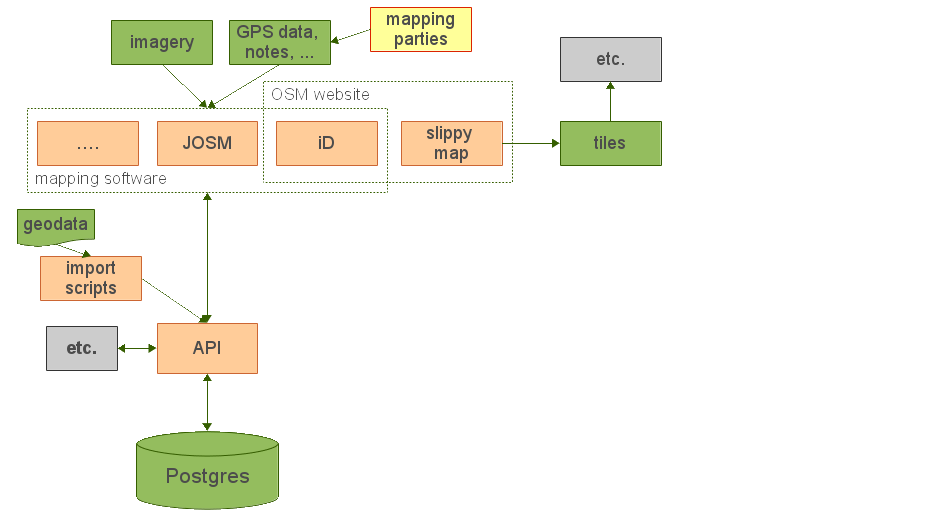 mapping
parties
imagery
GPS data,
notes, ...
etc.
OSM website
....
JOSM
iD
slippy
map
tiles
mapping software
geodata
import
scripts
etc.
API
Postgres